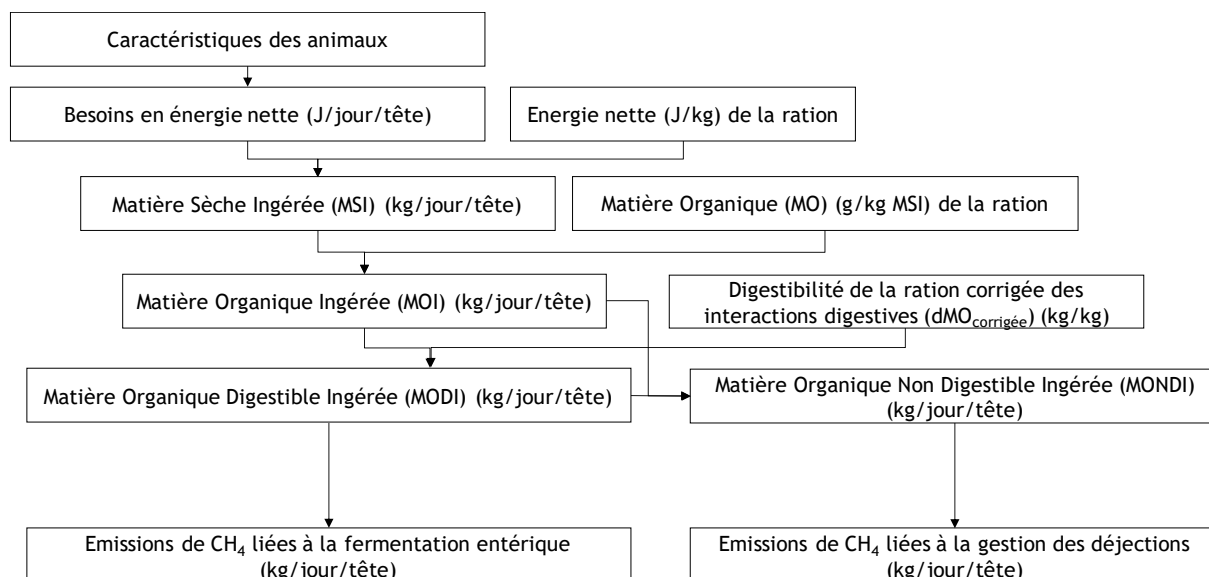 Caractéristiques des animaux
Besoins en énergie nette (J/jour/tête)
Energie nette (J/kg) de la ration
Matière Sèche Ingérée (MSI) (kg/jour/tête)
Matière Organique (MO) (g/kg MSI) de la ration
Matière Organique Ingérée (MOI) (kg/jour/tête)
Digestibilité de la ration corrigée des
interactions digestives (dMOcorrigée) (kg/kg)
Matière Organique Digestible Ingérée (MODI) (kg/jour/tête)
Matière Organique Non Digestible Ingérée (MONDI)
(kg/jour/tête)
Emissions de CH₄ liées à la fermentation entérique
(kg/jour/tête)
Emissions de CH₄ liées à la gestion des déjections
(kg/jour/tête)